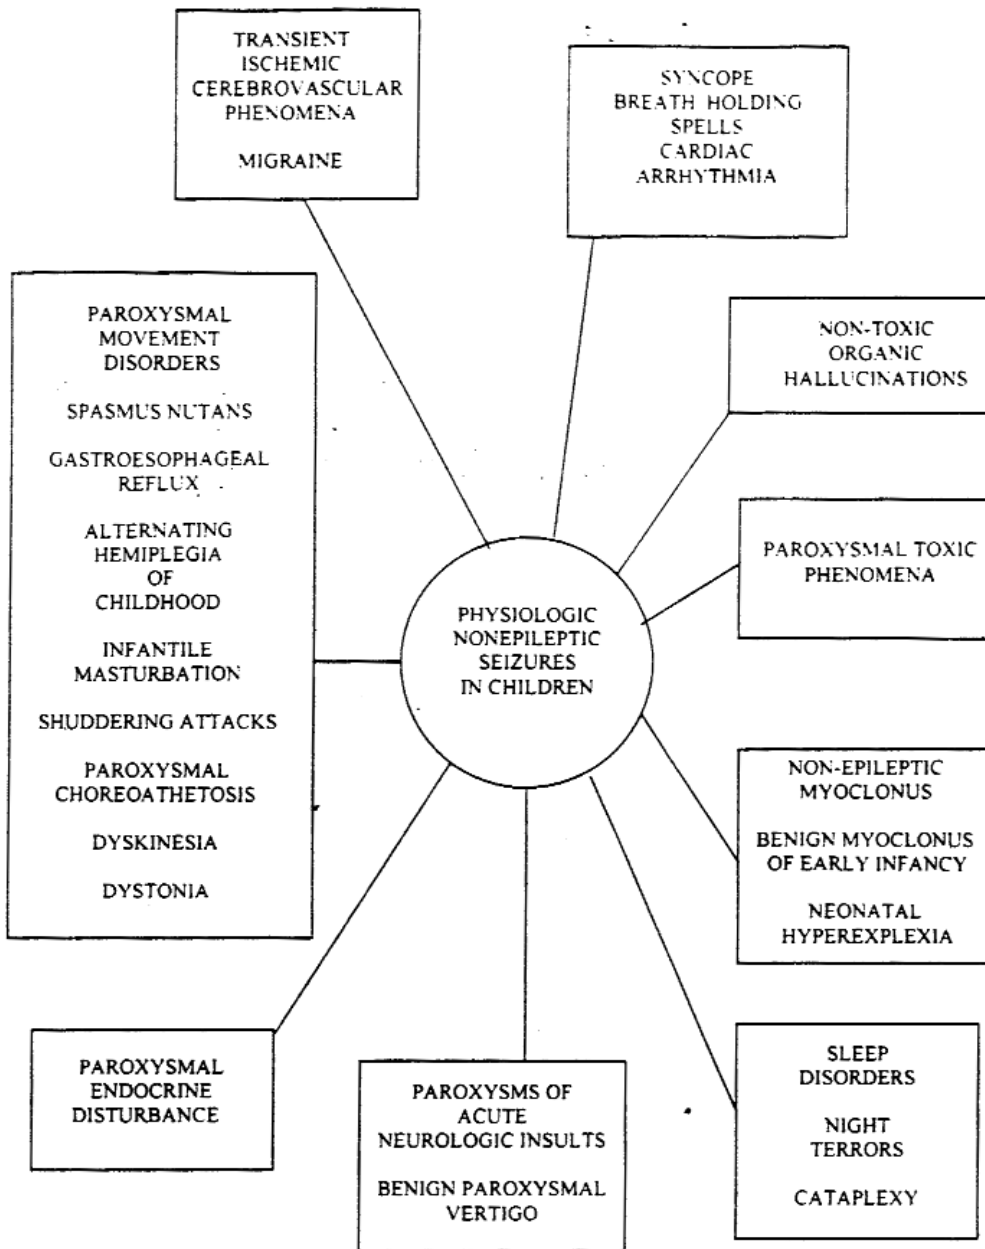 TRANSIENT
ISCHEMIC
CEREBROVASCULAR
PHENOMENA
MIGRAINE
SYNCOPE
BREATH HOLDING
SPELLS
CARDIAC
ARRHYTHMIA
PAROXYSMAL
MOVEMENT
DISORDERS
SPASMUS NUTANS
GASTROESOPHAGEAL
REFLUX
ALTERNATING
HEMIPLEGIA
OF
CHILDHOOD
INFANTILE
MASTURBATION
SHUDDERING ATTACKS
PAROXYSMAL
CHOREOATHETOSIS
DYSKINESIA
DYSTONIA
NON-TOXIC
ORGANIC
HALLUCINATIONS
PAROXYSMAL TOXIC
PHENOMENA
PHYSIOLOGIC
NONEPILEPTIC
SEIZURES
IN CHILDREN
NON-EPILEPTIC
MYOCLONUS
BENIGN MYOCLONUS
OF EARLY INFANCY
NEONATAL
HYPEREXPLEXIA
PAROXYSMAL
ENDOCRINE
DISTURBANCE
PAROXYSMS OF
ACUTE
NEUROLOGIC INSULTS
BENIGN PAROXYSMAL
VERTIGO
SLEEP
DISORDERS
NIGHT
TERRORS
CATAPLEXY